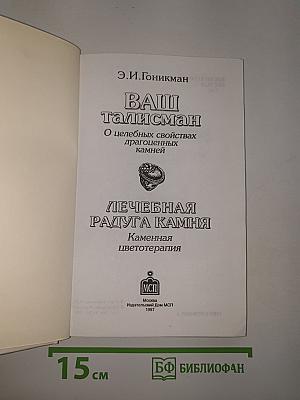 Э.И.Гоникман
ВАШ
талисман
О целебных свойствах
драгоценных
камней
ЛЕЧЕБНАЯ
РАДУГА КАМНЯ
Каменная
цветотерапия
МСП
Москва
Издательский Дом МСП
1997
15 см
БФ БИБЛИОФАН